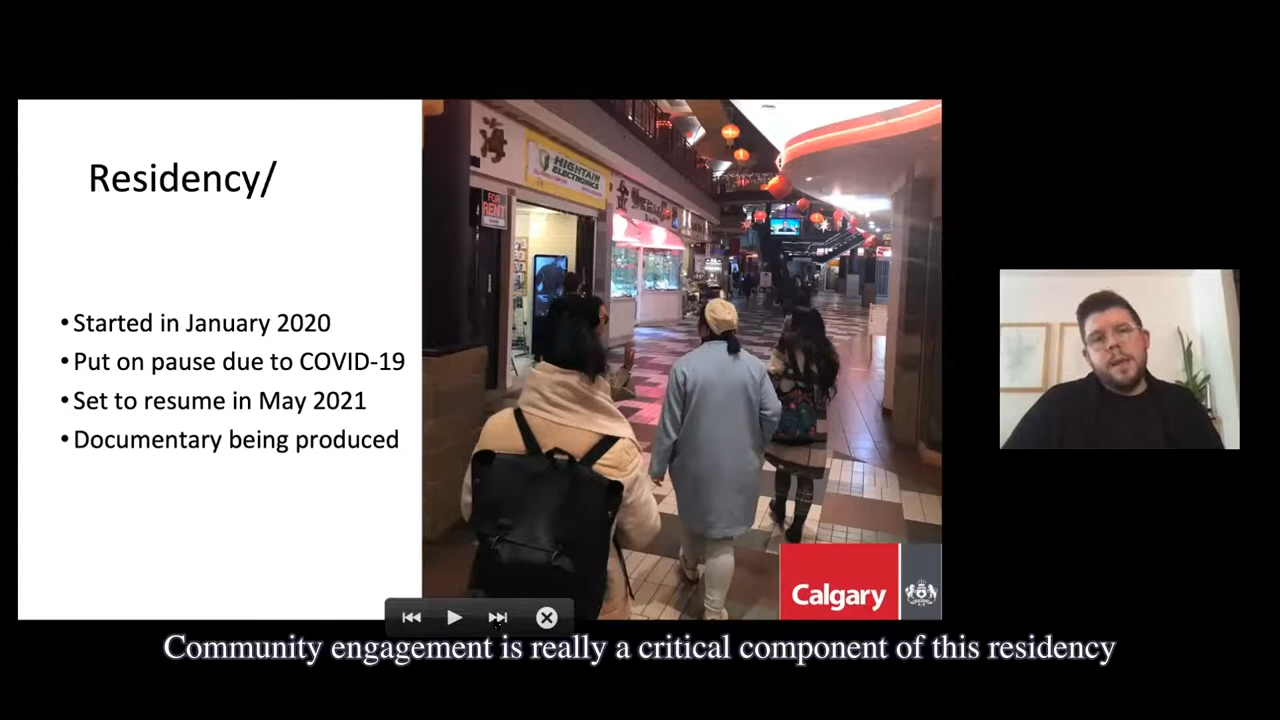 Residency/
•Started in January 2020
•Put on pause due to COVID-19
•Set to resume in May 2021
•Documentary being produced
HIGHTAIN
ELECTRONICS
FOR
RENT
Calgary
Community engagement is really a critical component of this residency